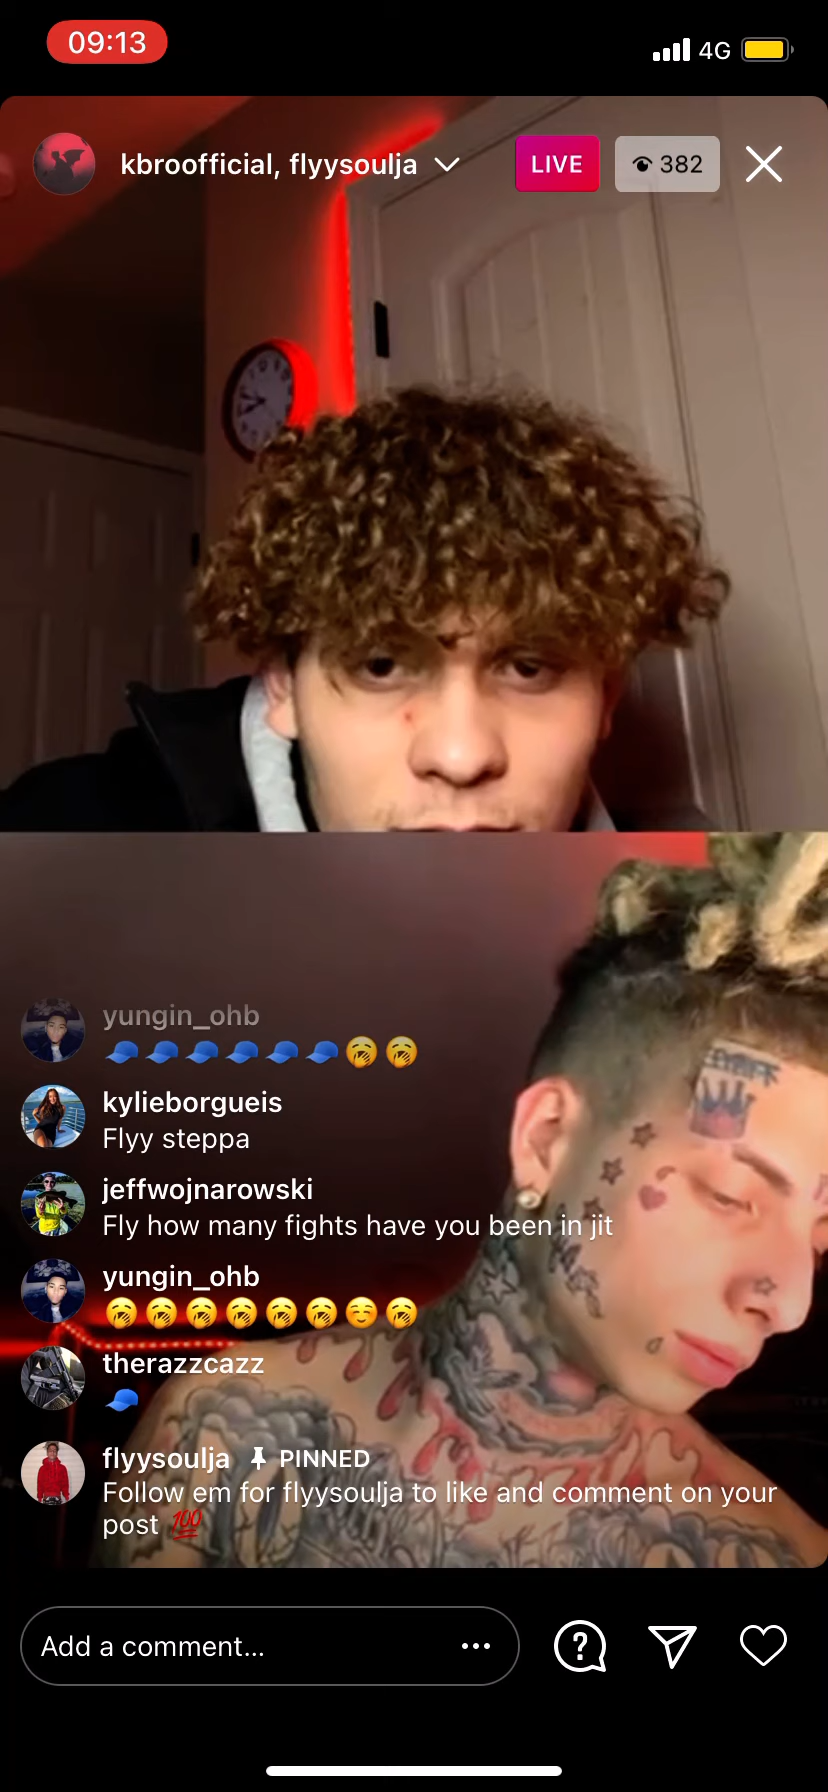 09:13
4G
kbroofficial, flyysoulja
LIVE
382
yungin_ohb
🧢🧢🧢🧢🧢🧢🥱🥱
kylieborgueis
Flyy steppa
jeffwojnarowski
Fly how many fights have you been in jit
yungin_ohb
🥱🥱🥱🥱🥱🥱☺️🥱
therazzcazz
🧢
flyysoulja PINNED
Follow em for flyysoulja to like and comment on your
post 💯
Add a comment...